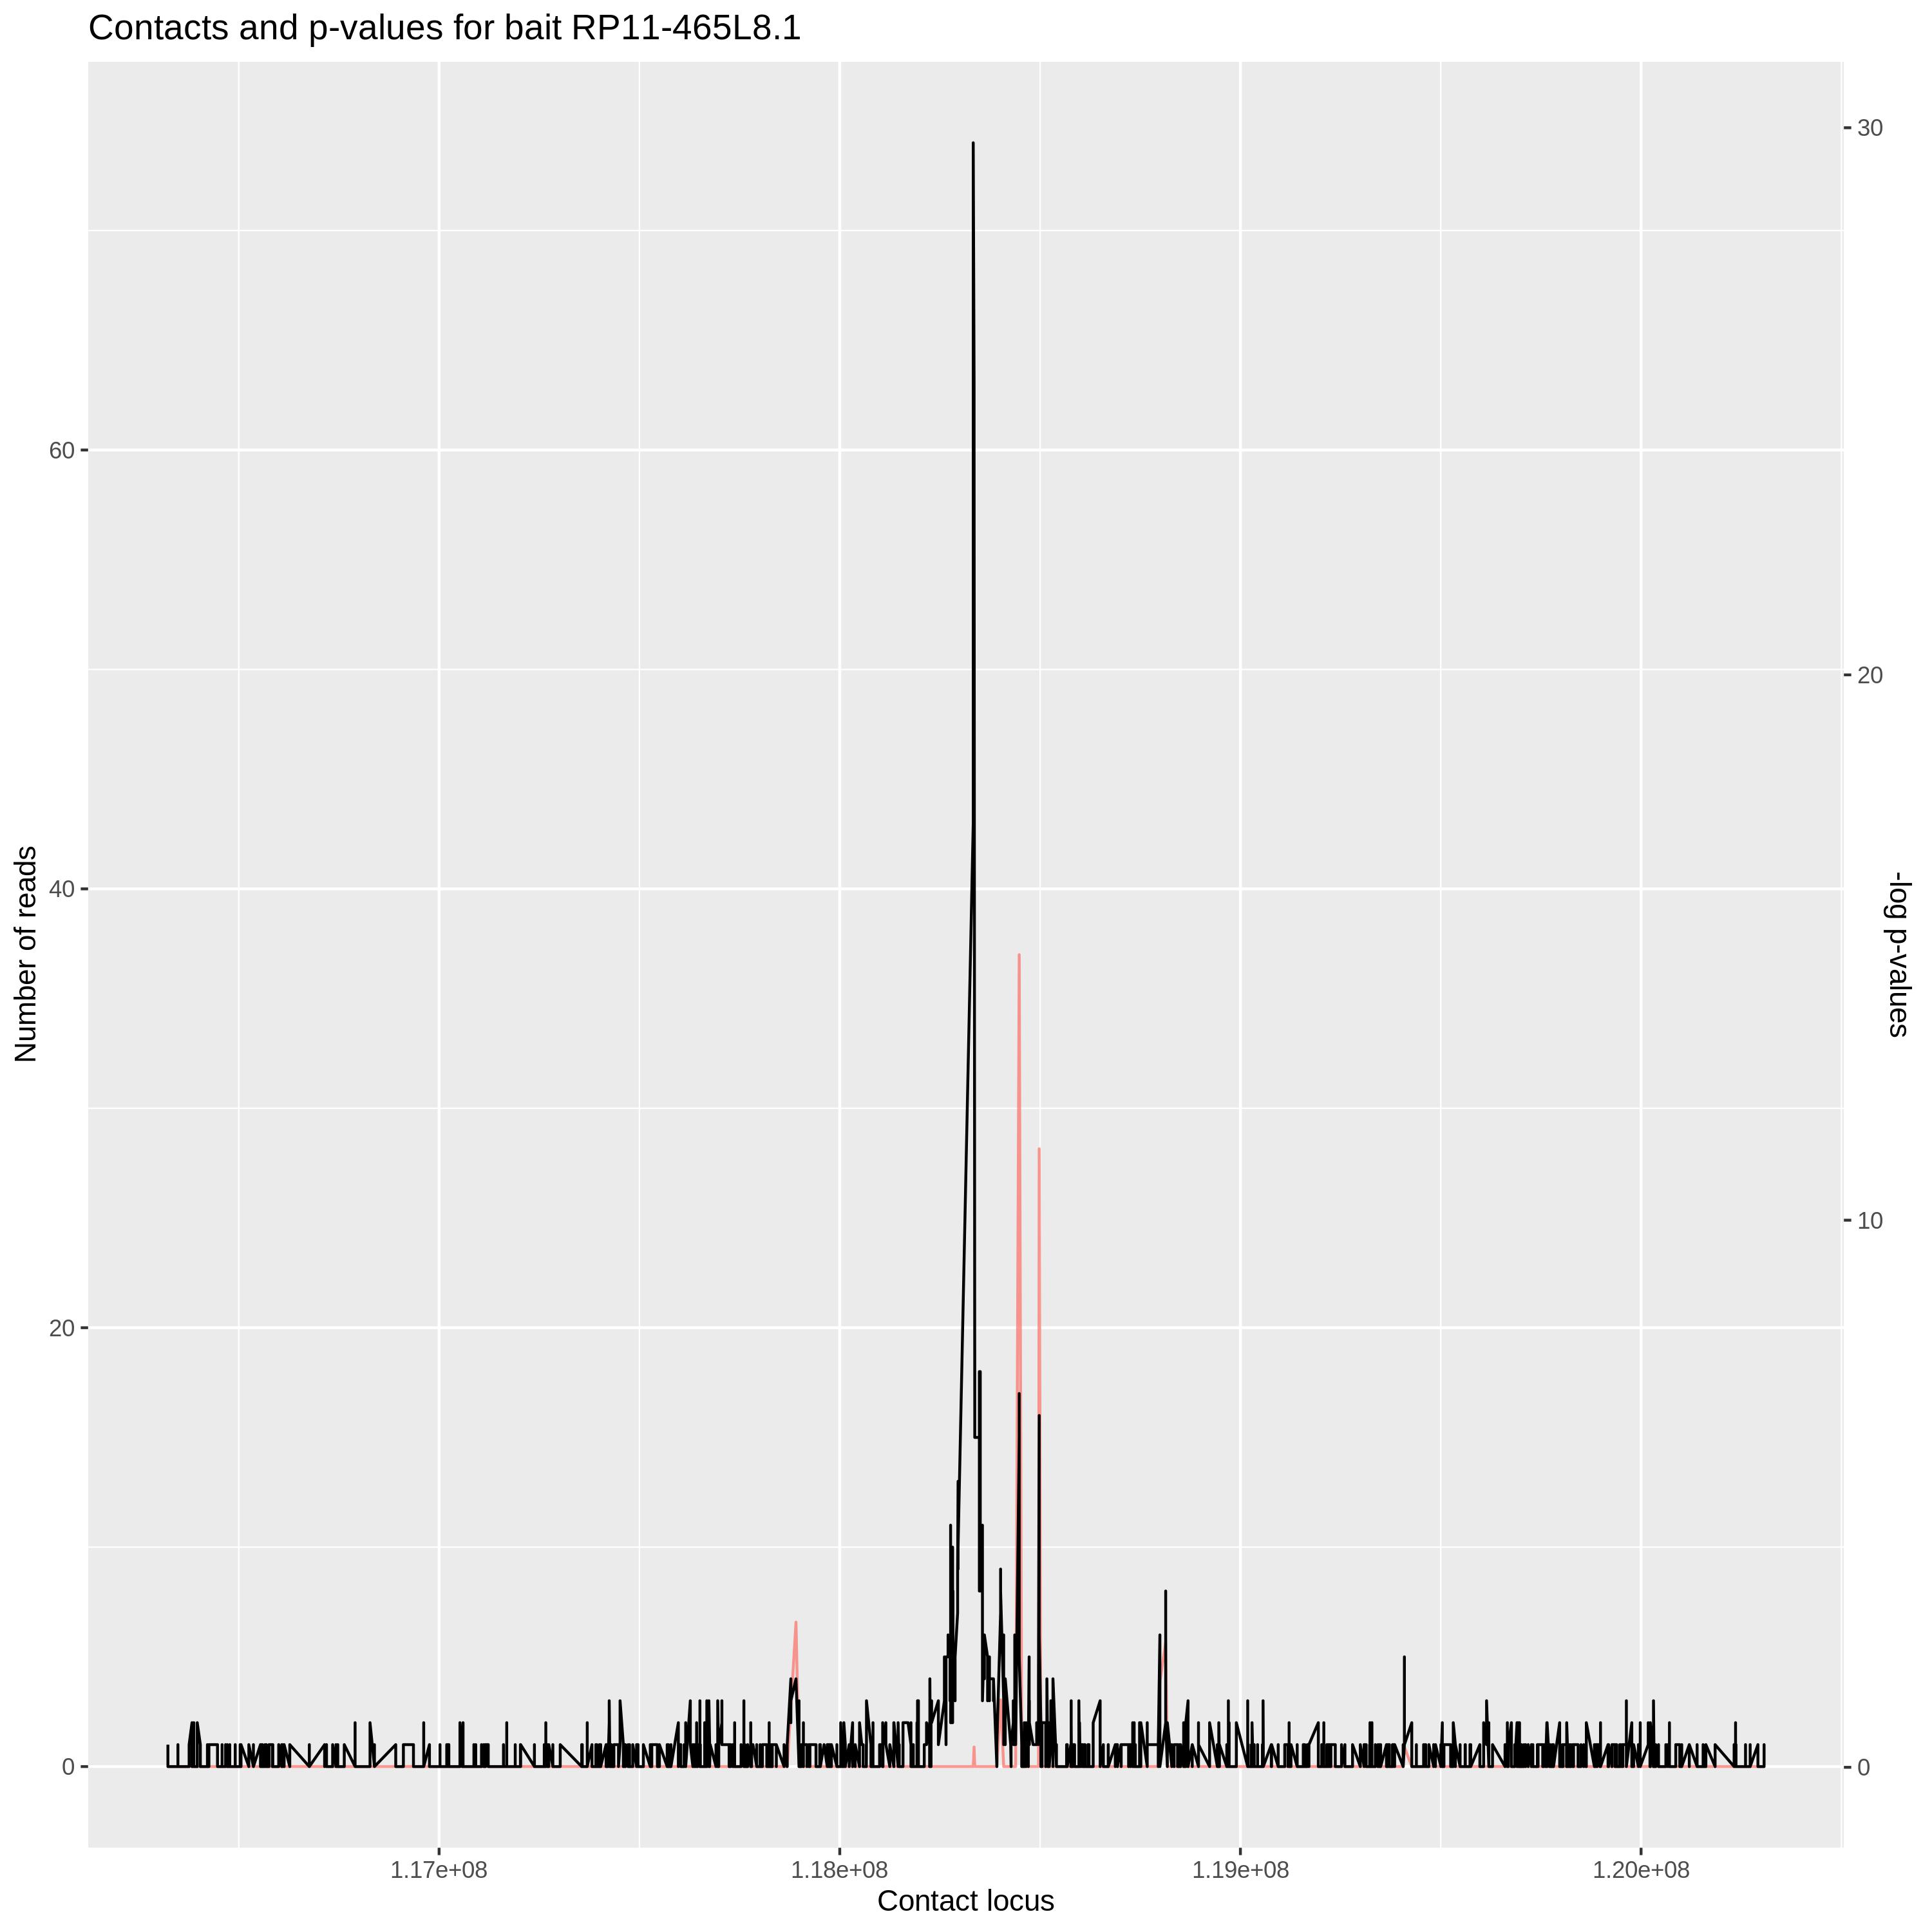 Contacts and p-values for bait RP11-465L8.1
Number of reads
60
40
20
0
30
20
10
0
-log p-values
1.17e+08
1.18e+08
1.19e+08
1.20e+08
Contact locus